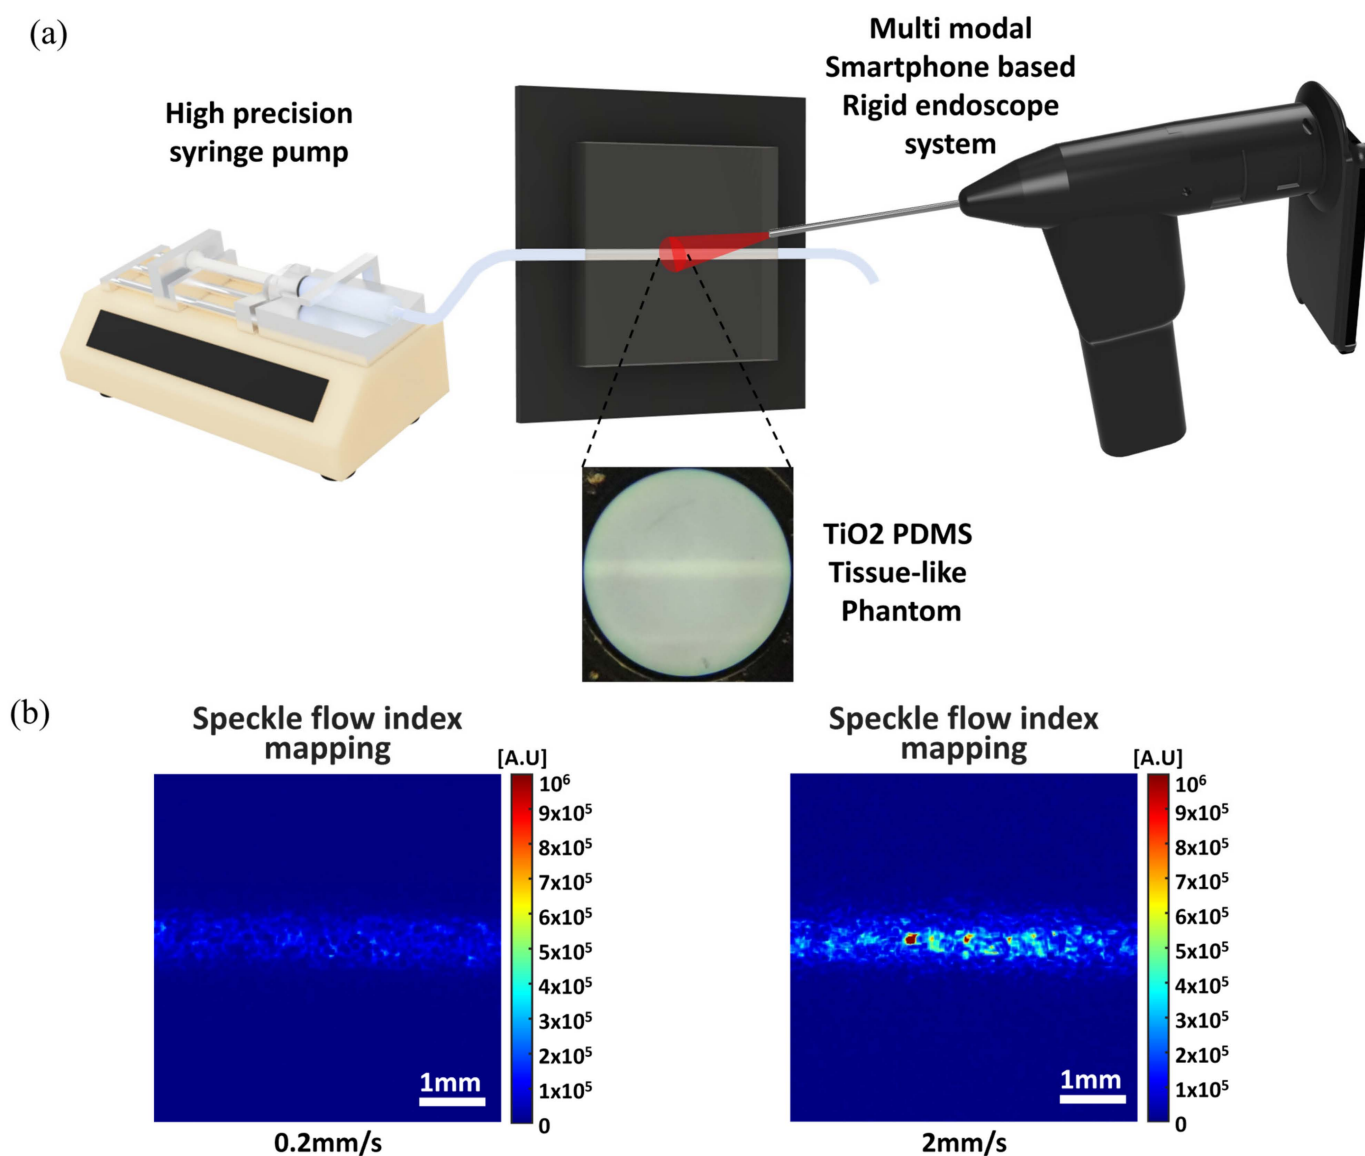 (a)
High precision
syringe pump
Multi modal
Smartphone based
Rigid endoscope
system
TiO2 PDMS
Tissue-like
Phantom
(b)
Speckle flow index
mapping
[A.U]
10⁶
9x10⁵
8x10⁵
7x10⁵
6x10⁵
5x10⁵
4x10⁵
3x10⁵
2x10⁵
1x10⁵
0
1mm
0.2mm/s
Speckle flow index
mapping
[A.U]
10⁶
9x10⁵
8x10⁵
7x10⁵
6x10⁵
5x10⁵
4x10⁵
3x10⁵
2x10⁵
1x10⁵
0
1mm
2mm/s